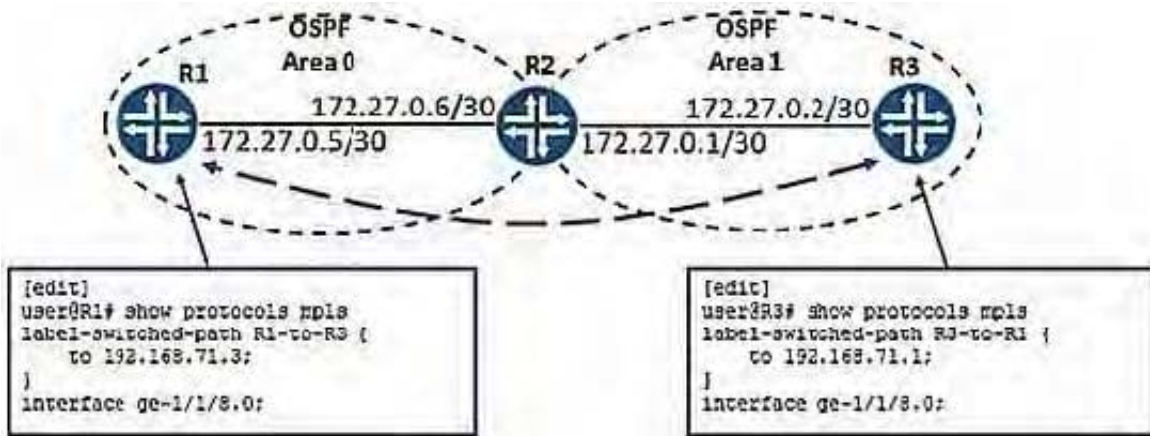 OSPF
Area 0
OSPF
Area 1
R1
R2
R3
172.27.0.6/30
172.27.0.2/30
172.27.0.5/30
172.27.0.1/30
[edit]
user@R1# show protocols mpls
label-switched-path R1-to-R3 {
to 192.168.71.3;
}
interface ge-1/1/8.0;
[edit]
user@R3# show protocols mpls
label-switched-path R3-to-R1 {
to 192.168.71.1;
}
interface ge-1/1/8.0;